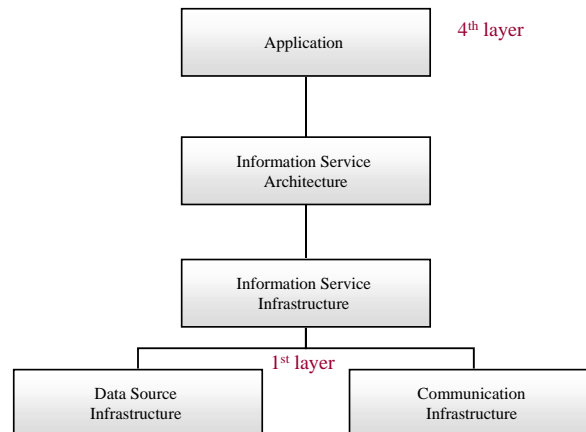 Application
4th layer
Information Service
Architecture
Information Service
Infrastructure
1st layer
Data Source
Infrastructure
Communication
Infrastructure